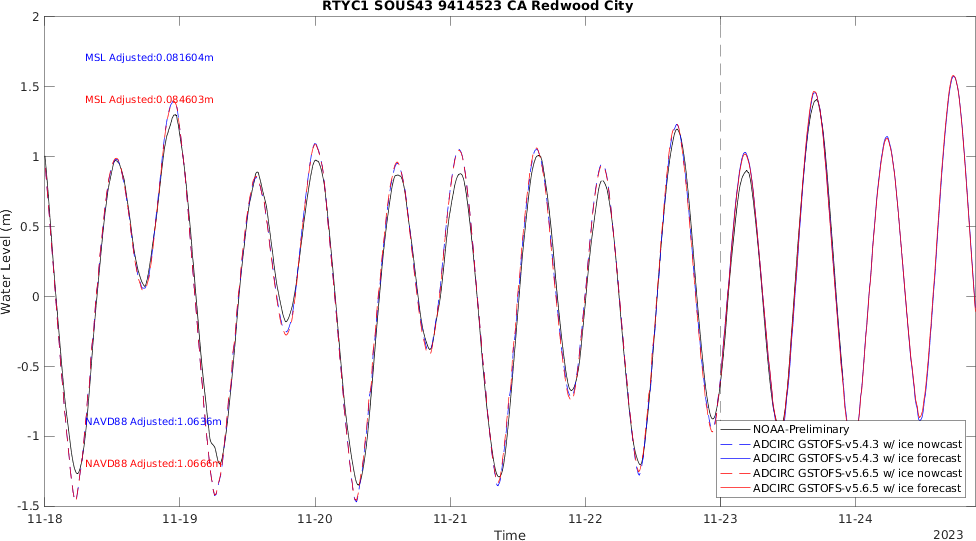 RTYC1 SOUS43 9414523 CA Redwood City
2
1.5
1
0.5
0
-0.5
-1
-1.5
Water Level (m)
MSL Adjusted:0.081604m
MSL Adjusted:0.084603m
NAVD88 Adjusted:1.0636m
NAVD88 Adjusted:1.0666m
NOAA-Preliminary
ADCIRC GSTOFS-v5.4.3 w/ ice nowcast
ADCIRC GSTOFS-v5.4.3 w/ ice forecast
ADCIRC GSTOFS-v5.6.5 w/ ice nowcast
ADCIRC GSTOFS-v5.6.5 w/ ice forecast
11-18 11-19 11-20 11-21 11-22 11-23 11-24
Time
2023